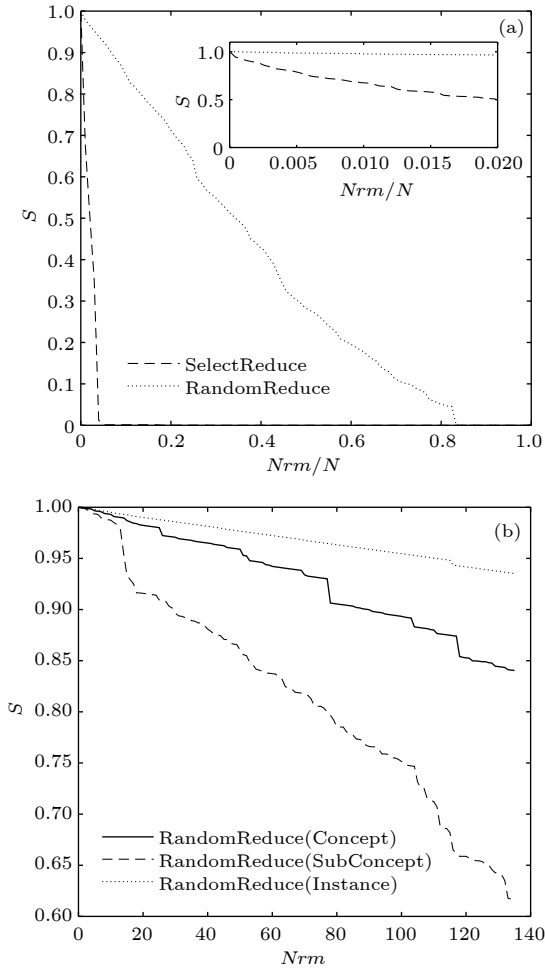 (a)
1.0
0.9
0.8
0.7
0.6
0.5
0.4
0.3
0.2
0.1
0
S
0 0.2 0.4 0.6 0.8 1.0
Nrm/N
1.0
0.5
0
S
0 0.005 0.010 0.015 0.020
Nrm/N
SelectReduce
RandomReduce
(b)
1.00
0.95
0.90
0.85
0.80
0.75
0.70
0.65
0.60
S
RandomReduce(Concept)
RandomReduce(SubConcept)
RandomReduce(Instance)
0 20 40 60 80 100 120 140
Nrm